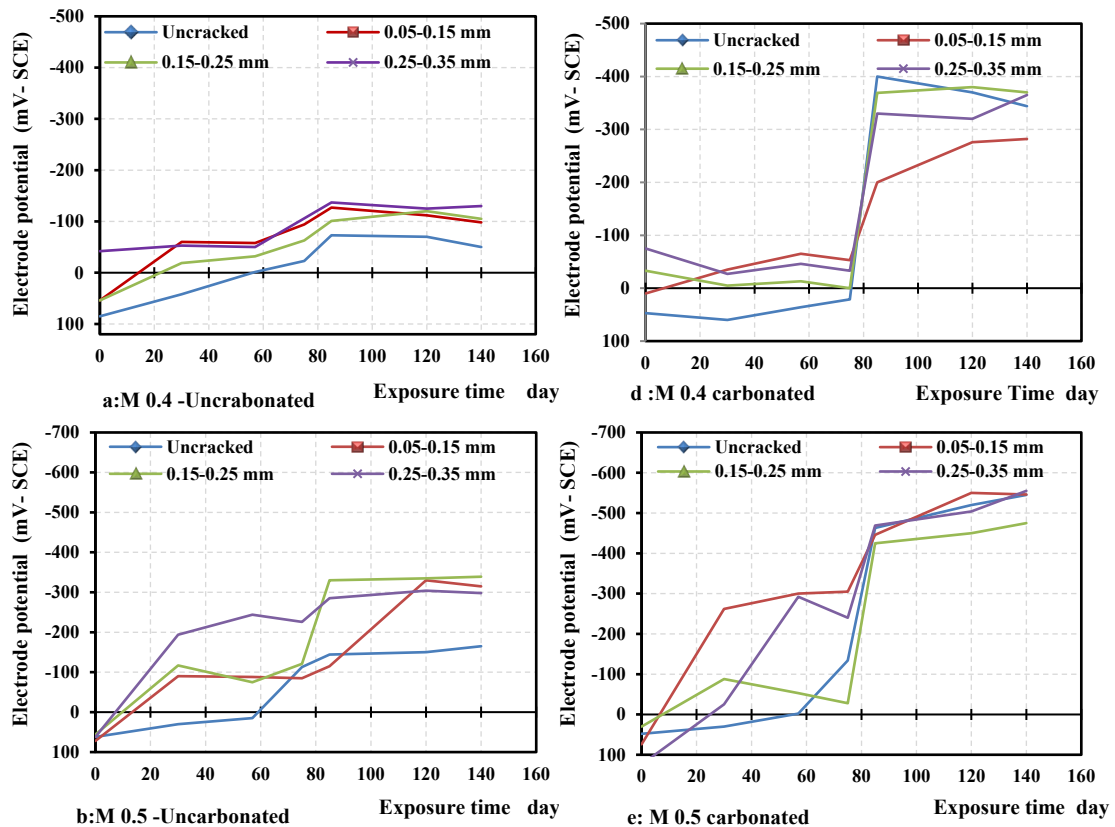 Electrode potential (mV- SCE)
-500
-400
-300
-200
-100
0
100
Uncracked
0.05-0.15 mm
0.15-0.25 mm
0.25-0.35 mm
0 20 40 60 80 100 120 140 160
a:M 0.4 -Uncrabonated
Exposure time day
Electrode potential (mV- SCE)
-500
-400
-300
-200
-100
0
100
Uncracked
0.05-0.15 mm
0.15-0.25 mm
0.25-0.35 mm
0 20 40 60 80 100 120 140 160
d :M 0.4 carbonated
Exposure Time day
Electrode potential (mV- SCE)
-700
-600
-500
-400
-300
-200
-100
0
100
Uncracked
0.05-0.15 mm
0.15-0.25 mm
0.25-0.35 mm
0 20 40 60 80 100 120 140 160
b:M 0.5 -Uncarbonated
Exposure time day
Electrode potential (mV- SCE)
-700
-600
-500
-400
-300
-200
-100
0
100
Uncracked
0.05-0.15 mm
0.15-0.25 mm
0.25-0.35 mm
0 20 40 60 80 100 120 140 160
e: M 0.5 carbonated
Exposure time day